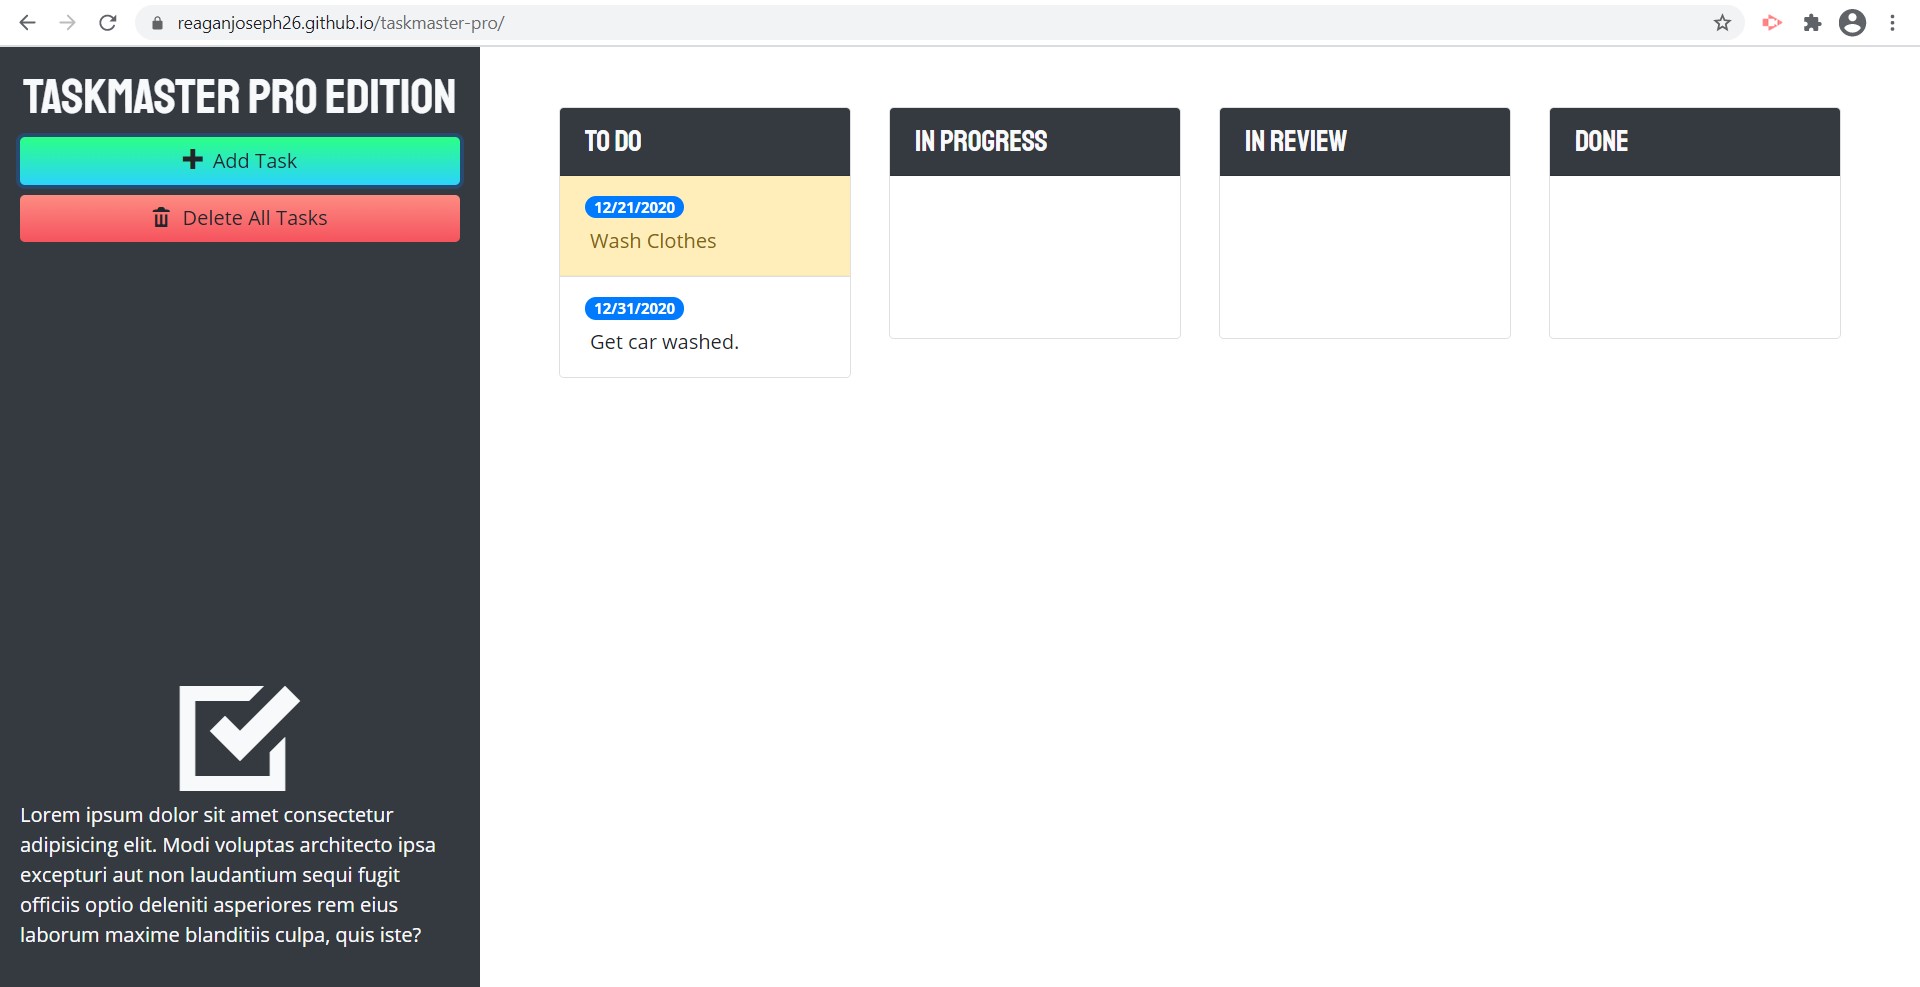 reaganjoseph26.github.io/taskmaster-pro/
TASKMASTER PRO EDITION
Add Task
Delete All Tasks
Lorem ipsum dolor sit amet consectetur
adipisicing elit. Modi voluptas architecto ipsa
excepturi aut non laudantium sequi fugit
officiis optio deleniti asperiores rem eius
laborum maxime blanditiis culpa, quis iste?
TO DO
12/21/2020
Wash Clothes
12/31/2020
Get car washed.
IN PROGRESS
IN REVIEW
DONE